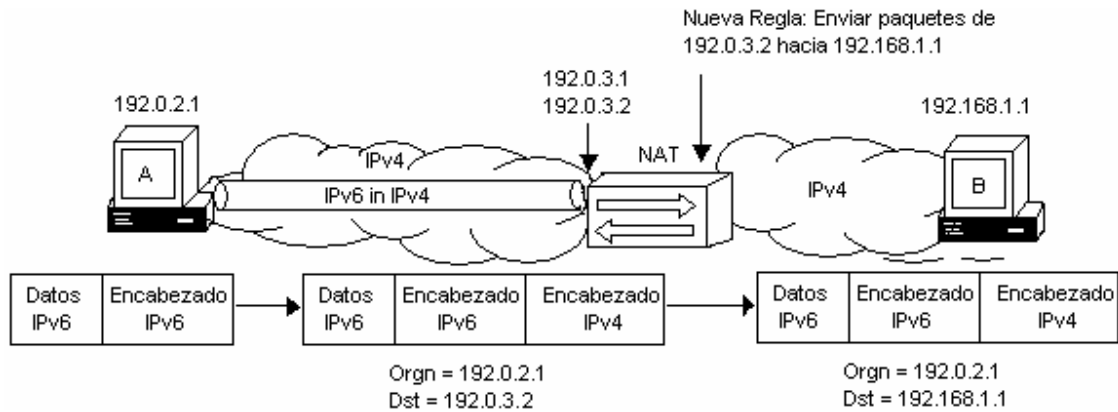 Nueva Regla: Enviar paquetes de
192.0.3.2 hacia 192.168.1.1
192.0.3.1
192.0.3.2
192.0.2.1
192.168.1.1
IPv4
NAT
A
IPv6 in IPv4
IPv4
B
Datos
IPv6
Encabezado
IPv6
Datos
IPv6
Encabezado
IPv6
Encabezado
IPv4
Datos
IPv6
Encabezado
IPv6
Encabezado
IPv4
Orgn = 192.0.2.1
Dst = 192.0.3.2
Orgn = 192.0.2.1
Dst = 192.168.1.1